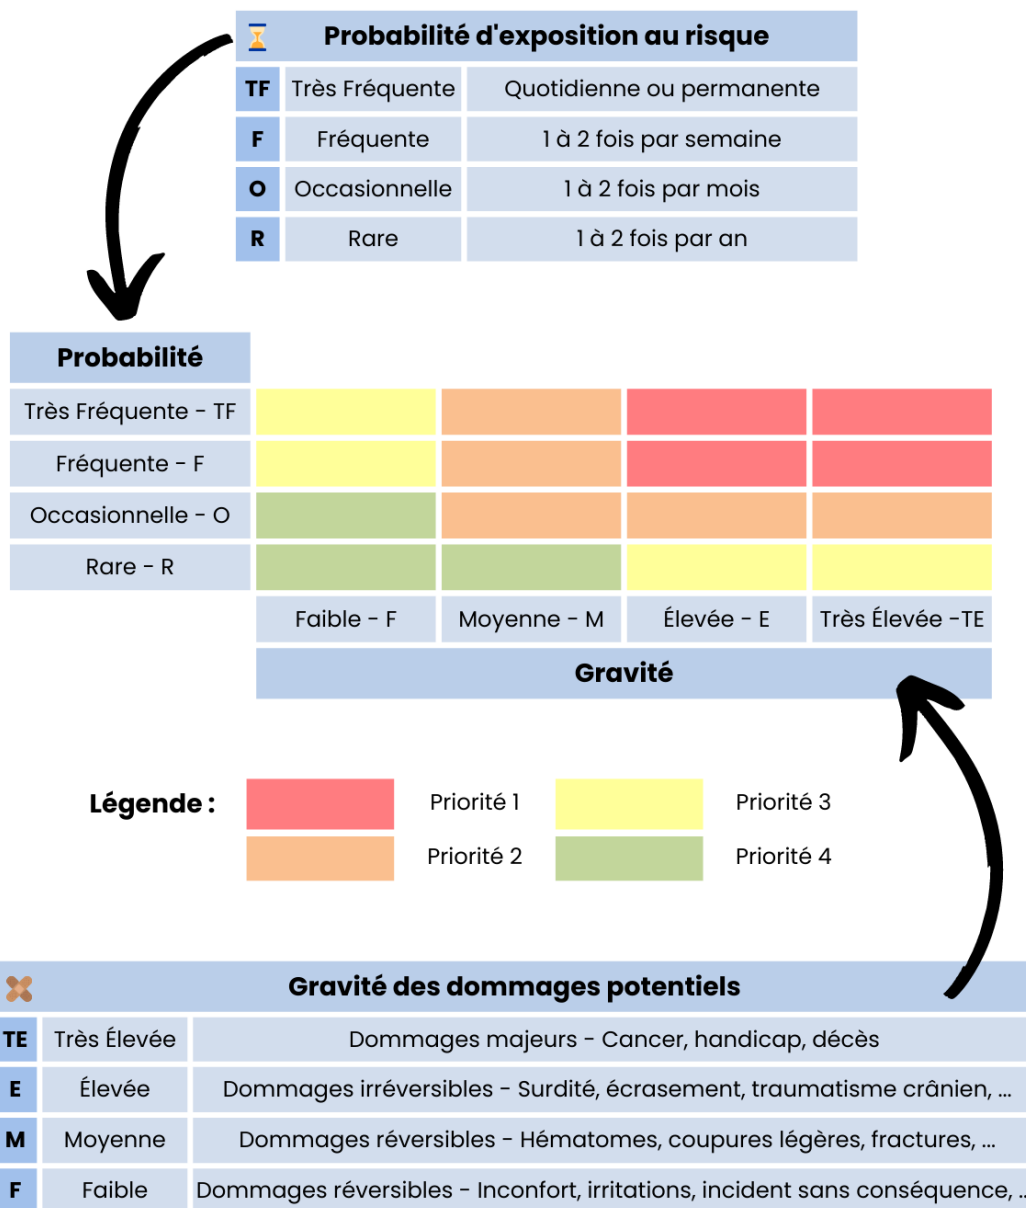 Probabilité d'exposition au risque
TF Très Fréquente Quotidienne ou permanente
F Fréquente 1 à 2 fois par semaine
O Occasionnelle 1 à 2 fois par mois
R Rare 1 à 2 fois par an
Probabilité
Très Fréquente - TF
Fréquente - F
Occasionnelle - O
Rare - R
Faible - F Moyenne - M Élevée - E Très Élevée -TE
Gravité
Légende : Priorité 1 Priorité 3
Priorité 2 Priorité 4
Gravité des dommages potentiels
TE Très Élevée Dommages majeurs - Cancer, handicap, décès
E Élevée Dommages irréversibles - Surdité, écrasement, traumatisme crânien, ...
M Moyenne Dommages réversibles - Hématomes, coupures légères, fractures, ...
F Faible Dommages réversibles - Inconfort, irritations, incident sans conséquence, ..